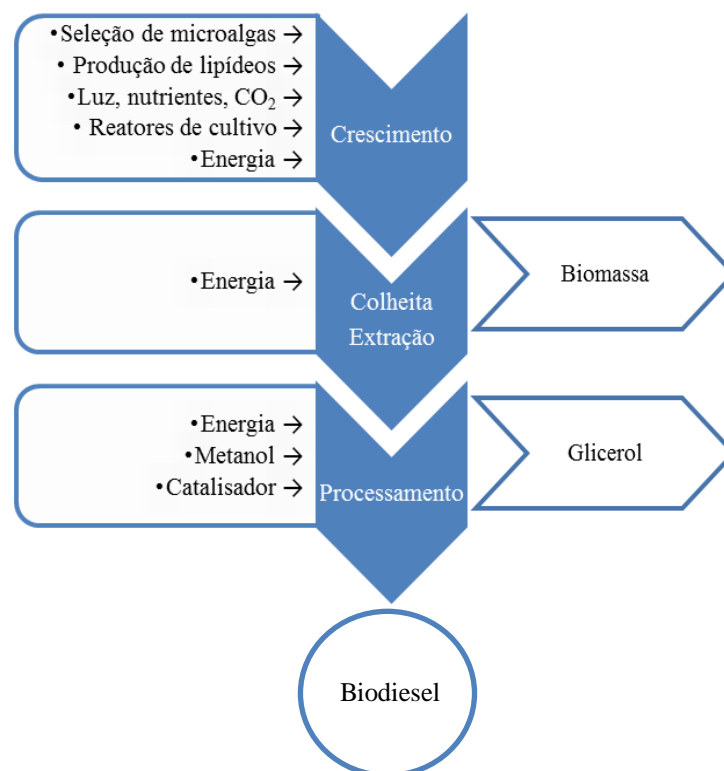 •Seleção de microalgas →
• Produção de lipídeos →
•Luz, nutrientes, CO₂ →
• Reatores de cultivo →
•Energia →
Crescimento
•Energia →
Colheita
Extração
Biomassa
•Energia →
•Metanol →
•Catalisador →
Processamento
Glicerol
Biodiesel